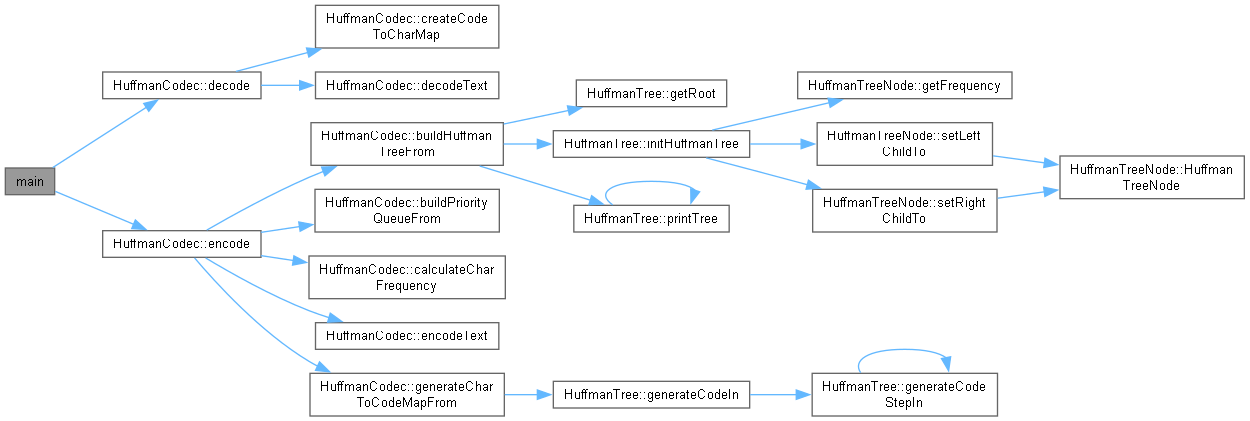 main
HuffmanCodec::decode
HuffmanCodec::createCode
ToCharMap
HuffmanCodec::decodeText
HuffmanCodec::encode
HuffmanCodec::buildHuffman
TreeFrom
HuffmanTree::getRoot
HuffmanTree::initHuffmanTree
HuffmanTreeNode::getFrequency
HuffmanTreeNode::setLeft
ChildTo
HuffmanTreeNode::setRight
ChildTo
HuffmanTreeNode::Huffman
TreeNode
HuffmanTree::printTree
HuffmanCodec::buildPriority
QueueFrom
HuffmanCodec::calculateChar
Frequency
HuffmanCodec::encodeText
HuffmanCodec::generateChar
ToCodeMapFrom
HuffmanTree::generateCodeIn
HuffmanTree::generateCode
StepIn